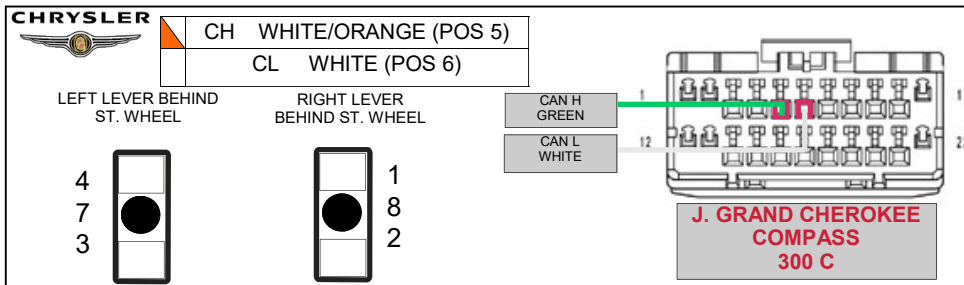 CHRYSLER
CH WHITE/ORANGE (POS 5)
CL WHITE (POS 6)
LEFT LEVER BEHIND
ST. WHEEL
RIGHT LEVER
BEHIND ST. WHEEL
4
7
3
1
8
2
CAN H
GREEN
CAN L
WHITE
1
12
J. GRAND CHEROKEE
COMPASS
300 C